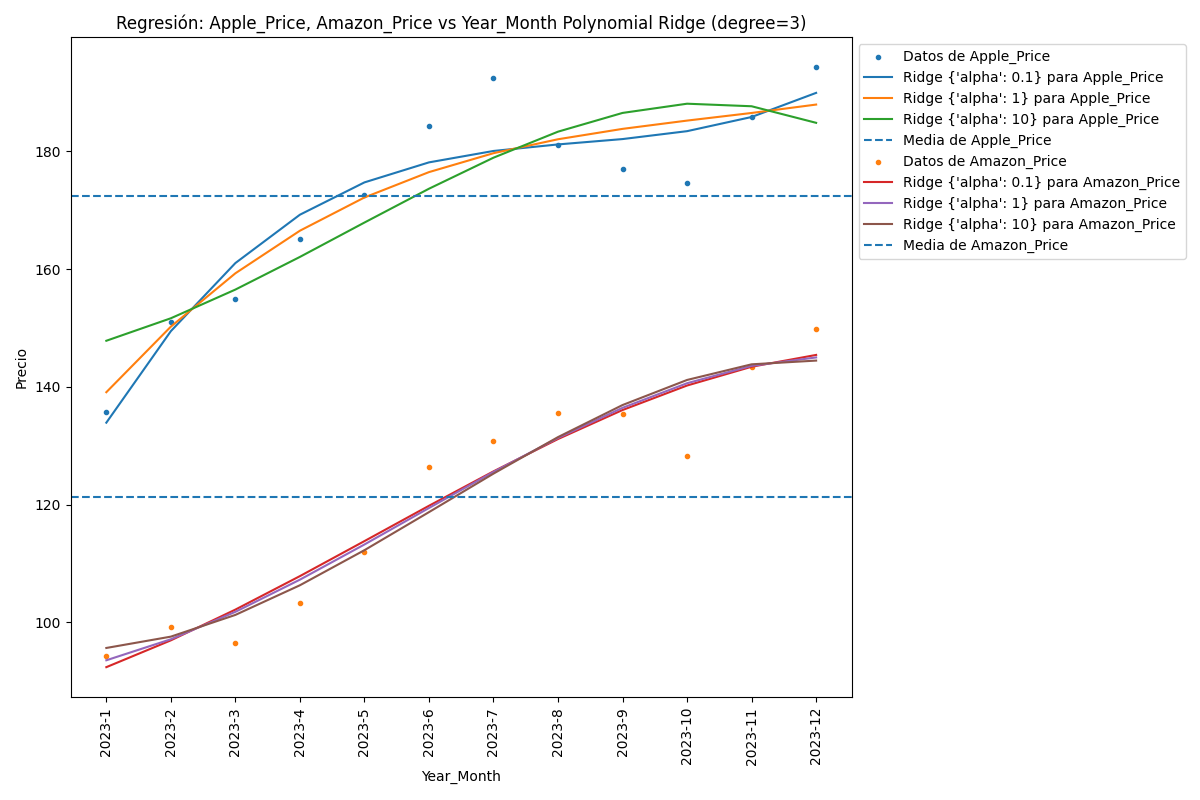 Regresión: Apple_Price, Amazon_Price vs Year_Month Polynomial Ridge (degree=3)
Datos de Apple_Price
Ridge {'alpha': 0.1} para Apple_Price
Ridge {'alpha': 1} para Apple_Price
Ridge {'alpha': 10} para Apple_Price
Media de Apple_Price
Datos de Amazon_Price
Ridge {'alpha': 0.1} para Amazon_Price
Ridge {'alpha': 1} para Amazon_Price
Ridge {'alpha': 10} para Amazon_Price
Media de Amazon_Price
Precio
180
160
140
120
100
2023-1
2023-2
2023-3
2023-4
2023-5
2023-6
2023-7
2023-8
2023-9
2023-10
2023-11
2023-12
Year_Month